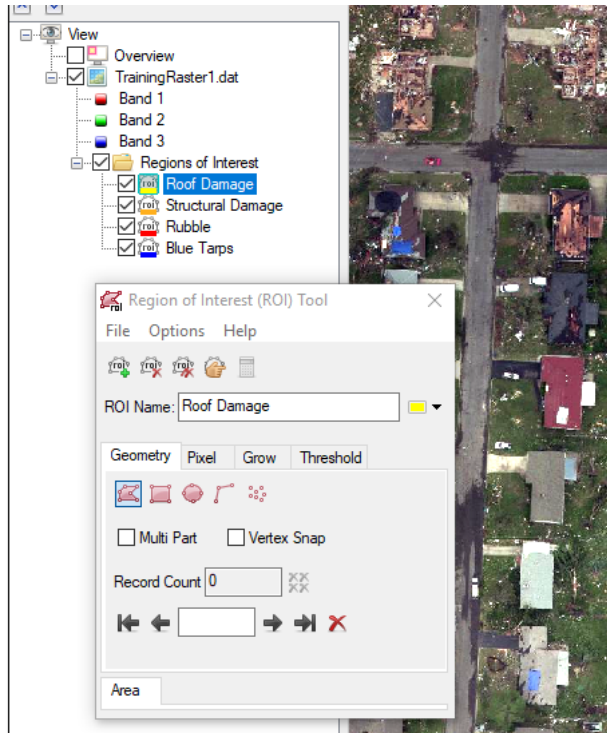 View
Overview
TrainingRaster1.dat
Band 1
Band 2
Band 3
Regions of Interest
Roof Damage
Structural Damage
Rubble
Blue Tarps
Region of Interest (ROI) Tool
File Options Help
ROI Name: Roof Damage
Geometry Pixel Grow Threshold
Multi Part Vertex Snap
Record Count 0
Area